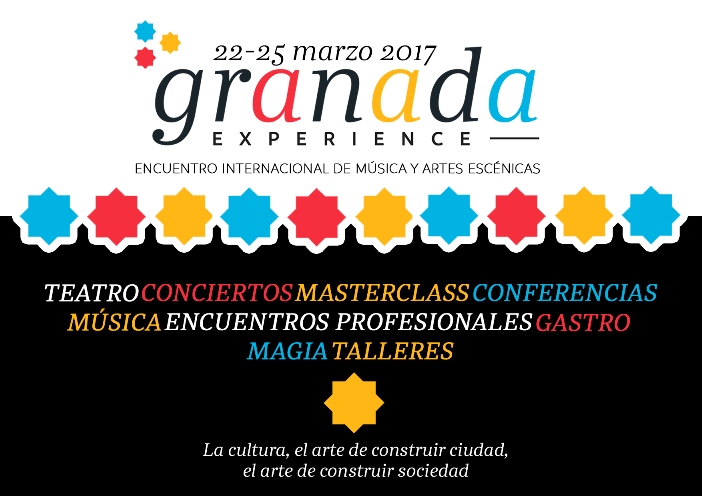 22-25 marzo 2017
granada
EXPERIENCE
ENCUENTRO INTERNACIONAL DE MÚSICA Y ARTES ESCÉNICAS
TEATRO CONCIERTOS MASTERCLASS CONFERENCIAS
MÚSICA ENCUENTROS PROFESIONALES GASTRO
MAGIA TALLERES
La cultura, el arte de construir ciudad,
el arte de construir sociedad